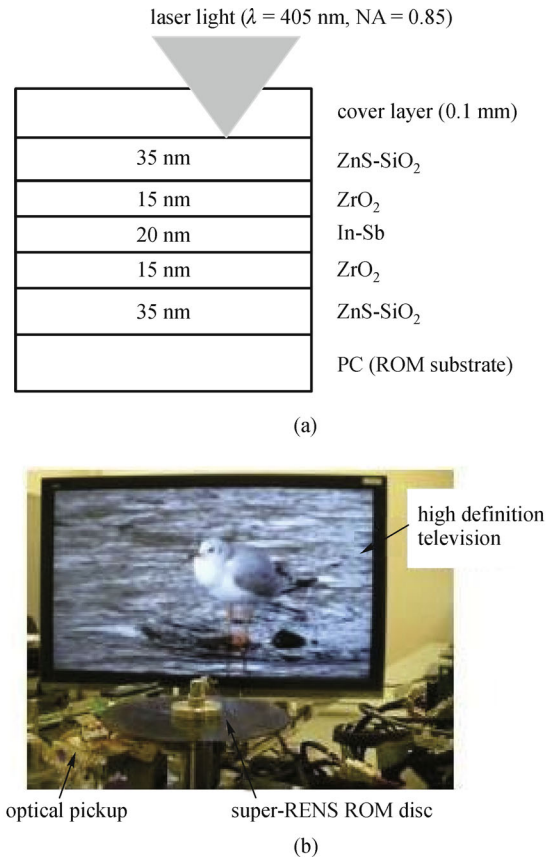 laser light (λ = 405 nm, NA = 0.85)
cover layer (0.1 mm)
35 nm ZnS-SiO₂
15 nm ZrO₂
20 nm In-Sb
15 nm ZrO₂
35 nm ZnS-SiO₂
PC (ROM substrate)
(a)
high definition
television
optical pickup
super-RENS ROM disc
(b)